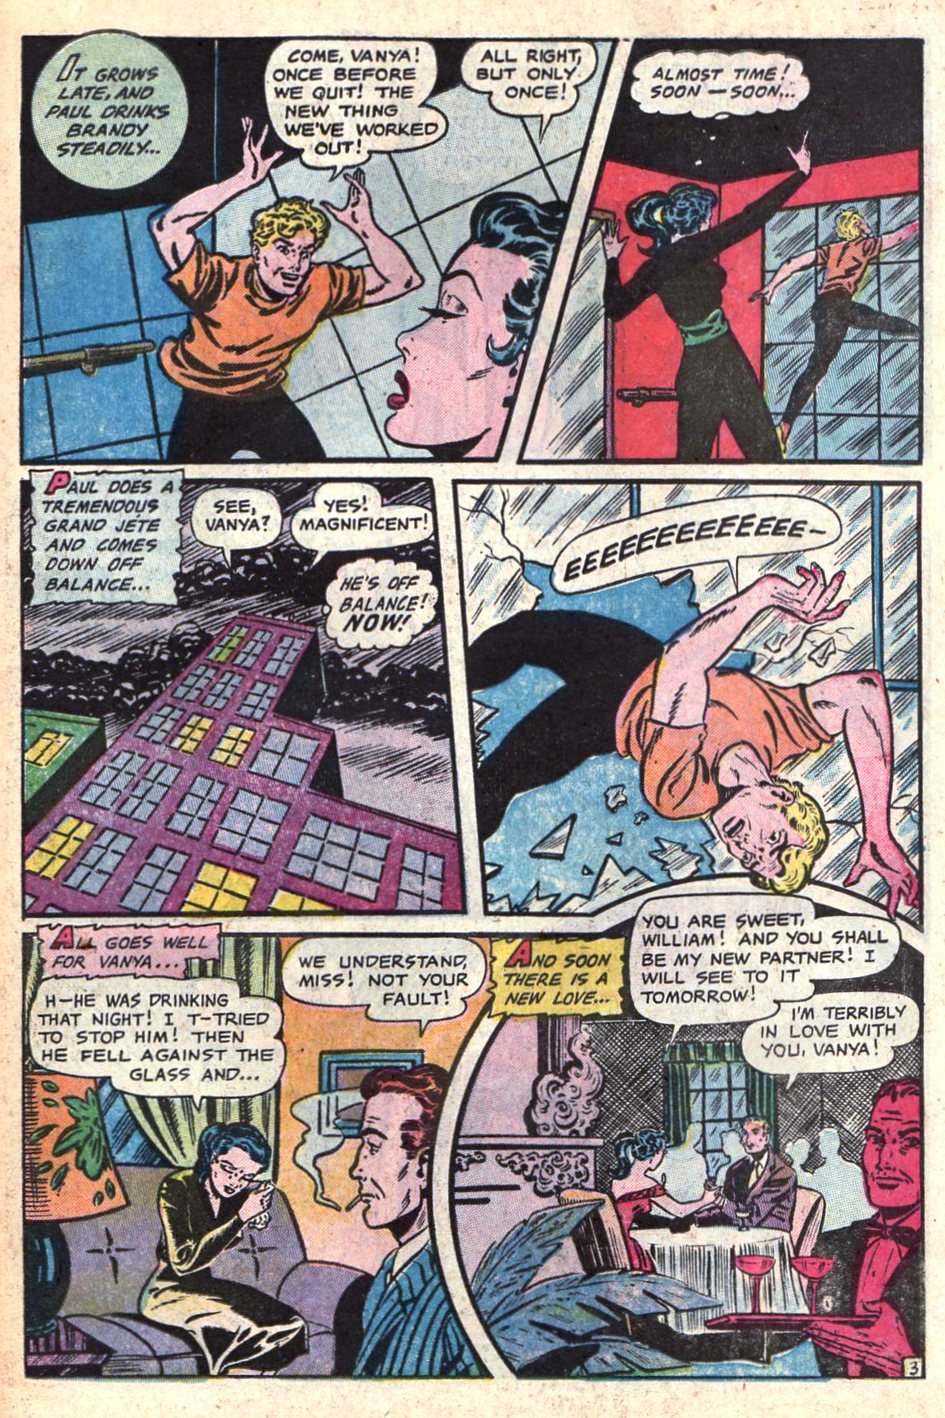 IT GROWS
LATE, AND
PAUL DRINKS
BRANDY
STEADILY...
COME, VANYA!
ONCE BEFORE
WE QUIT! THE
NEW THING
WE'VE WORKED
OUT!
ALL RIGHT,
BUT ONLY
ONCE!
ALMOST TIME!
SOON — SOON...
PAUL DOES A
TREMENDOUS
GRAND JETE
AND COMES
DOWN OFF
BALANCE...
SEE,
VANYA?
YES!
MAGNIFICENT!
HE'S OFF
BALANCE!
NOW!
EEEEEEEEEEEEEE—
ALL GOES WELL
FOR VANYA...
H-HE WAS DRINKING
THAT NIGHT! I T-TRIED
TO STOP HIM! THEN
HE FELL AGAINST THE
GLASS AND...
WE UNDERSTAND,
MISS! NOT YOUR
FAULT!
AND SOON
THERE IS A
NEW LOVE...
YOU ARE SWEET,
WILLIAM! AND YOU SHALL
BE MY NEW PARTNER! I
WILL SEE TO IT
TOMORROW!
I'M TERRIBLY
IN LOVE WITH
YOU, VANYA!
3